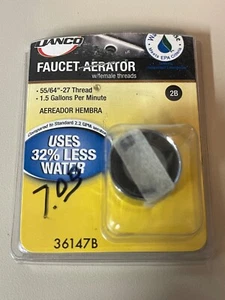 DANCO
FAUCET AERATOR
w/female threads
- 55/64"-27 Thread
- 1.5 Gallons Per Minute
2B
AEREADOR HEMBRA
Compared to Standard 2.2 GPM aerator
USES
32% LESS
WATER
7.03
36147B